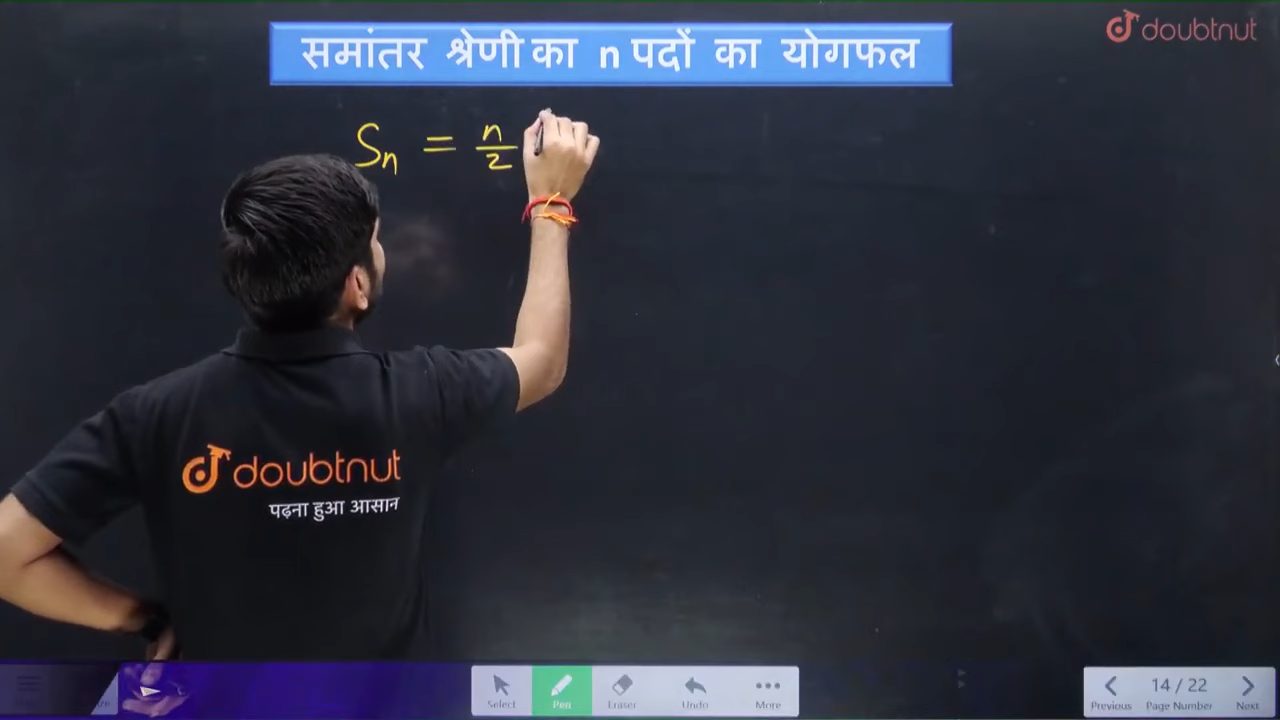 समांतर श्रेणी का n पदों का योगफल
doubtnut
Sn = n/2
doubtnut
पढ़ना हुआ आसान
Select Pen Eraser Undo More
14 / 22
Previous Page Number Next